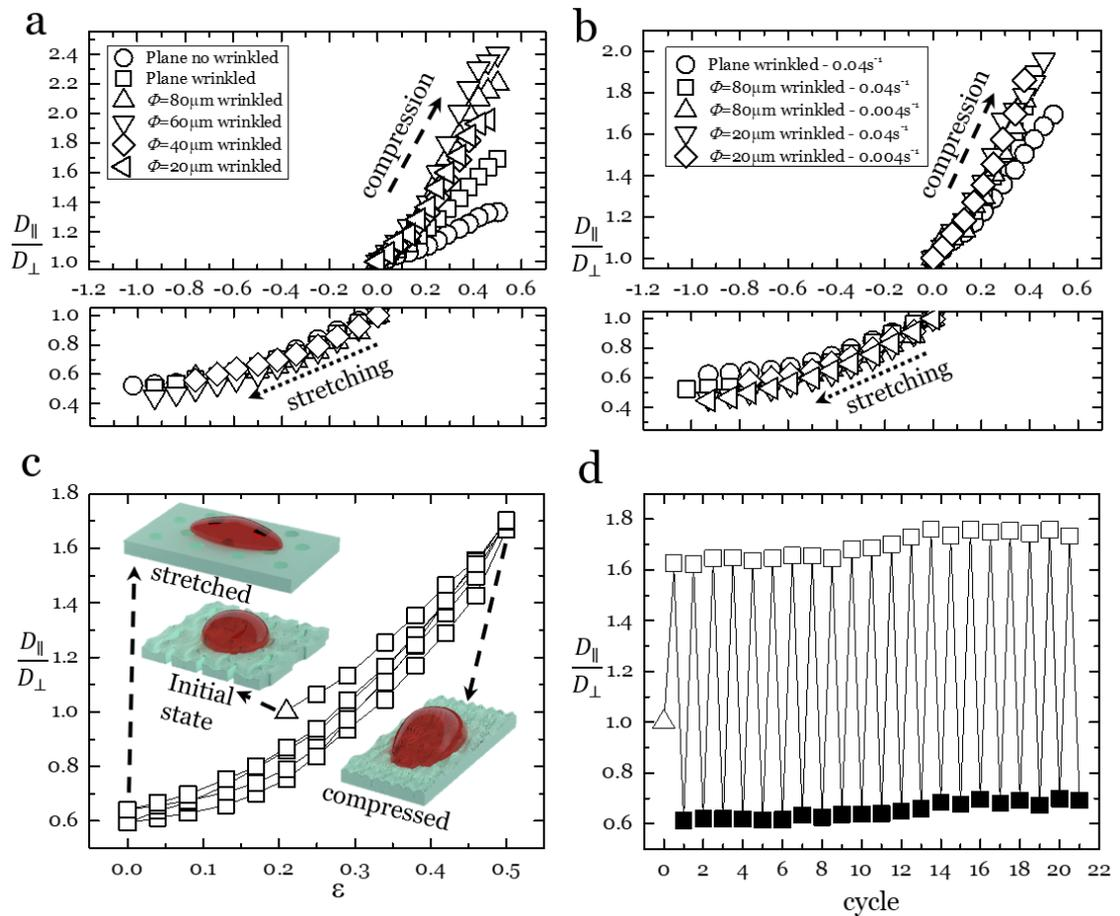 a
2.4
2.2
2.0
1.8
1.6
1.4
1.2
1.0
D∥
D⊥
Plane no wrinkled
Plane wrinkled
Φ=80µm wrinkled
Φ=60µm wrinkled
Φ=40µm wrinkled
Φ=20µm wrinkled
compression
-1.2 -1.0 -0.8 -0.6 -0.4 -0.2 0.0 0.2 0.4 0.6
1.0
0.8
0.6
0.4
stretching
b
2.0
1.8
1.6
1.4
1.2
1.0
D∥
D⊥
Plane wrinkled - 0.04s⁻¹
Φ=80µm wrinkled - 0.04s⁻¹
Φ=80µm wrinkled - 0.004s⁻¹
Φ=20µm wrinkled - 0.04s⁻¹
Φ=20µm wrinkled - 0.004s⁻¹
compression
-1.2 -1.0 -0.8 -0.6 -0.4 -0.2 0.0 0.2 0.4 0.6
1.0
0.8
0.6
0.4
stretching
c
1.8
1.6
1.4
1.2
1.0
0.8
0.6
D∥
D⊥
stretched
Initial
state
compressed
0.0 0.1 0.2 0.3 0.4 0.5
ε
d
1.8
1.6
1.4
1.2
1.0
0.8
0.6
D∥
D⊥
0 2 4 6 8 10 12 14 16 18 20 22
cycle